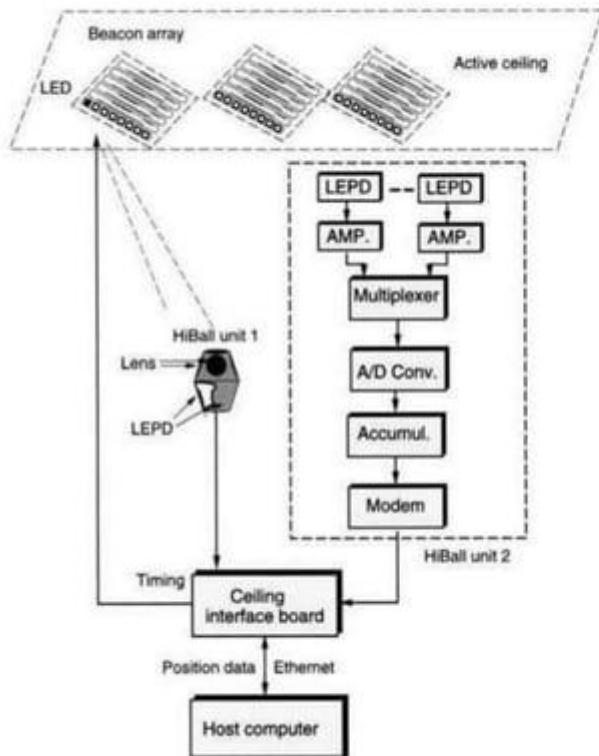 Beacon array
Active ceiling
LED
LEPD
LEPD
AMP.
AMP.
Multiplexer
HiBall unit 1
Lens
A/D Conv.
LEPD
Accumul.
Modem
HiBall unit 2
Timing
Ceiling
interface board
Position data
Ethernet
Host computer